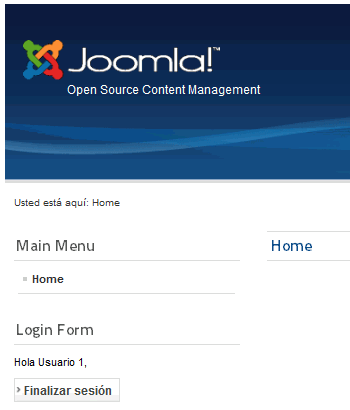 Joomla!™
Open Source Content Management
Usted está aquí: Home
Main Menu
Home
Home
Login Form
Hola Usuario 1,
Finalizar sesión